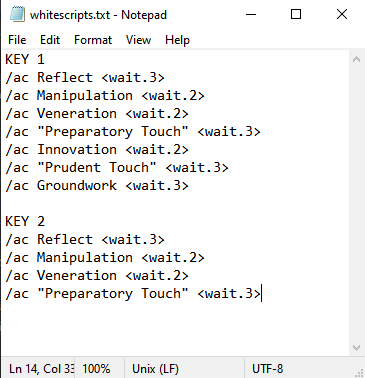 whitescripts.txt - Notepad
File Edit Format View Help
KEY 1
/ac Reflect <wait.3>
/ac Manipulation <wait.2>
/ac Veneration <wait.2>
/ac "Preparatory Touch" <wait.3>
/ac Innovation <wait.2>
/ac "Prudent Touch" <wait.3>
/ac Groundwork <wait.3>
KEY 2
/ac Reflect <wait.3>
/ac Manipulation <wait.2>
/ac Veneration <wait.2>
/ac "Preparatory Touch" <wait.3>
Ln 14, Col 33 100% Unix (LF) UTF-8